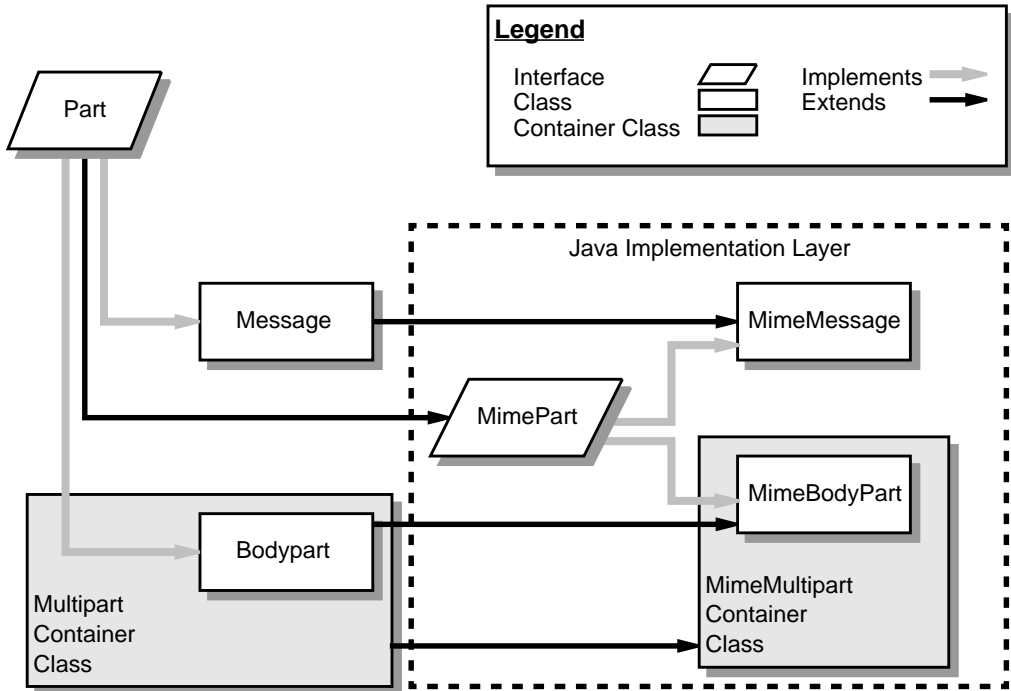 Legend
Interface
Implements
Class
Extends
Container Class
Part
Java Implementation Layer
Message
MimeMessage
MimePart
MimeBodyPart
Bodypart
Multipart
Container
Class
MimeMultipart
Container
Class